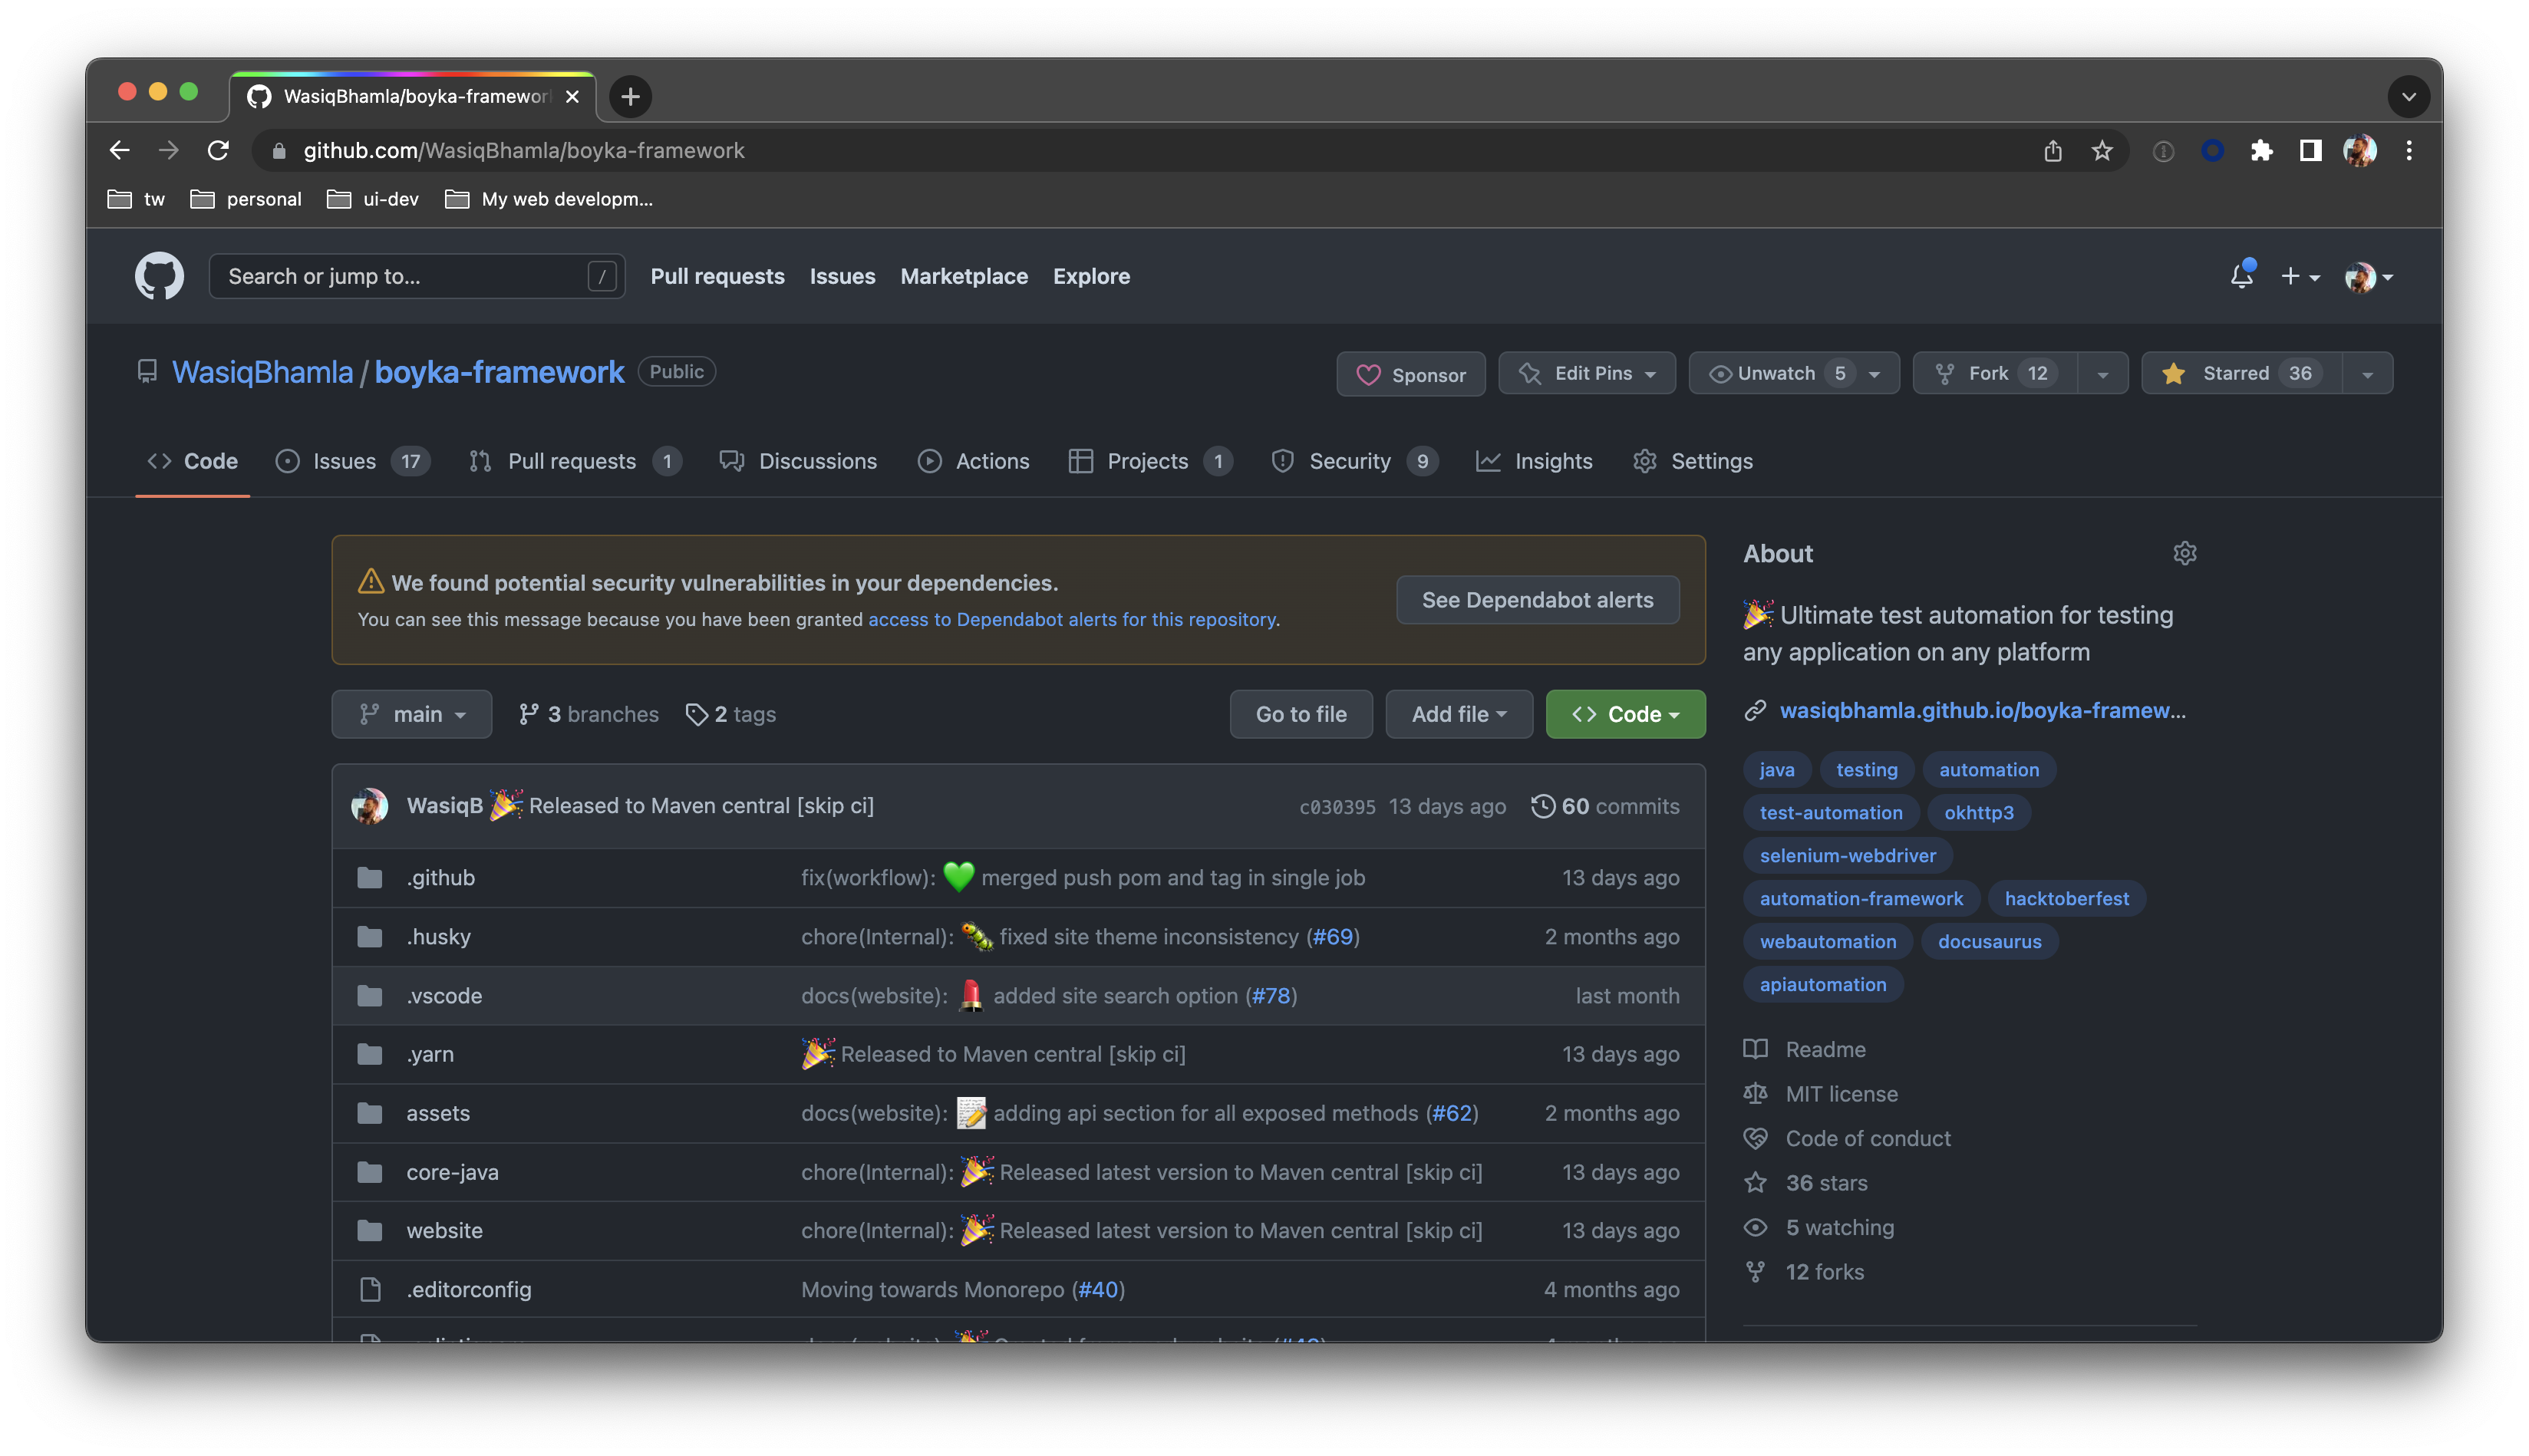 WasiqBhamla/boyka-framewor
github.com/WasiqBhamla/boyka-framework
tw personal ui-dev My web developm...
Search or jump to... / Pull requests Issues Marketplace Explore
WasiqBhamla / boyka-framework Public Sponsor Edit Pins Unwatch 5 Fork 12 Starred 36
Code Issues 17 Pull requests 1 Discussions Actions Projects 1 Security 9 Insights Settings
We found potential security vulnerabilities in your dependencies.
You can see this message because you have been granted access to Dependabot alerts for this repository.
See Dependabot alerts
main 3 branches 2 tags Go to file Add file Code
WasiqB 🎉 Released to Maven central [skip ci] c030395 13 days ago 60 commits
.github fix(workflow): 💚 merged push pom and tag in single job 13 days ago
.husky chore(Internal): 🐛 fixed site theme inconsistency (#69) 2 months ago
.vscode docs(website): 💄 added site search option (#78) last month
.yarn 🎉 Released to Maven central [skip ci] 13 days ago
assets docs(website): 📝 adding api section for all exposed methods (#62) 2 months ago
core-java chore(Internal): 🎉 Released latest version to Maven central [skip ci] 13 days ago
website chore(Internal): 🎉 Released latest version to Maven central [skip ci] 13 days ago
.editorconfig Moving towards Monorepo (#40) 4 months ago
About
🎉 Ultimate test automation for testing
any application on any platform
wasiqbhamla.github.io/boyka-framew...
java testing automation
test-automation okhttp3
selenium-webdriver
automation-framework hacktoberfest
webautomation docusaurus
apiautomation
Readme
MIT license
Code of conduct
36 stars
5 watching
12 forks